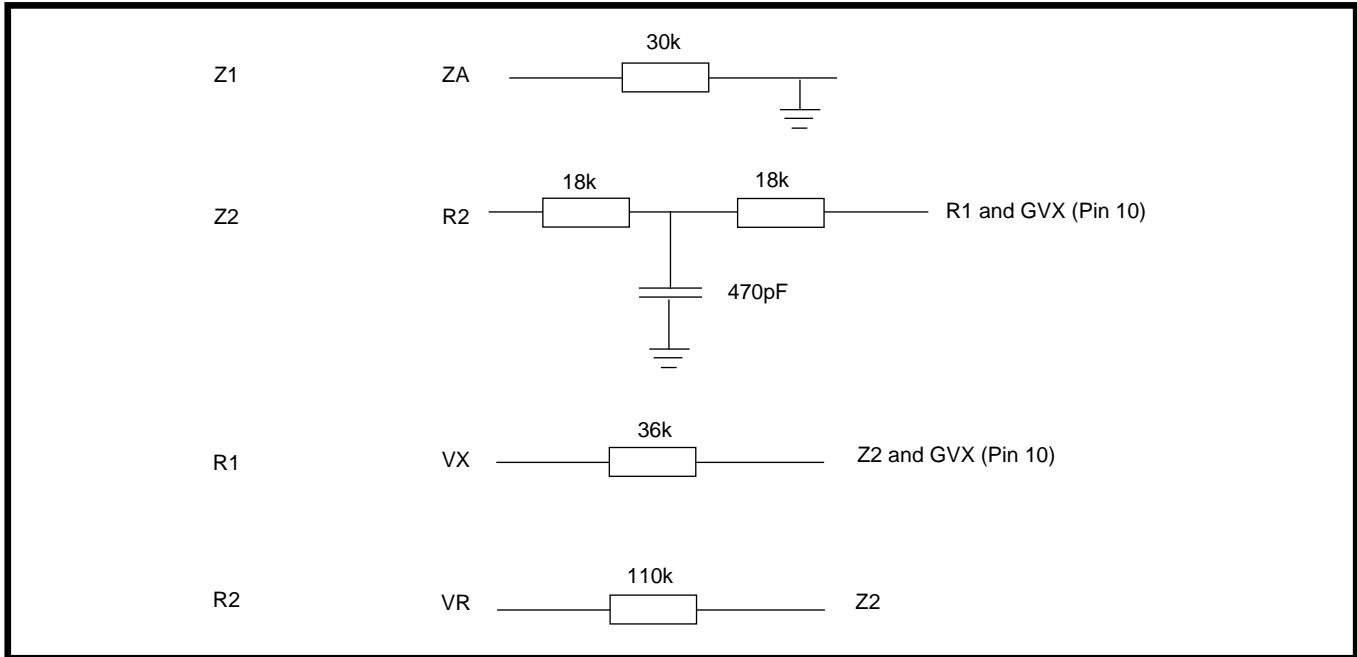 30k
Z1
ZA
18k
18k
Z2
R2
R1 and GVX (Pin 10)
470pF
36k
R1
VX
Z2 and GVX (Pin 10)
110k
R2
VR
Z2